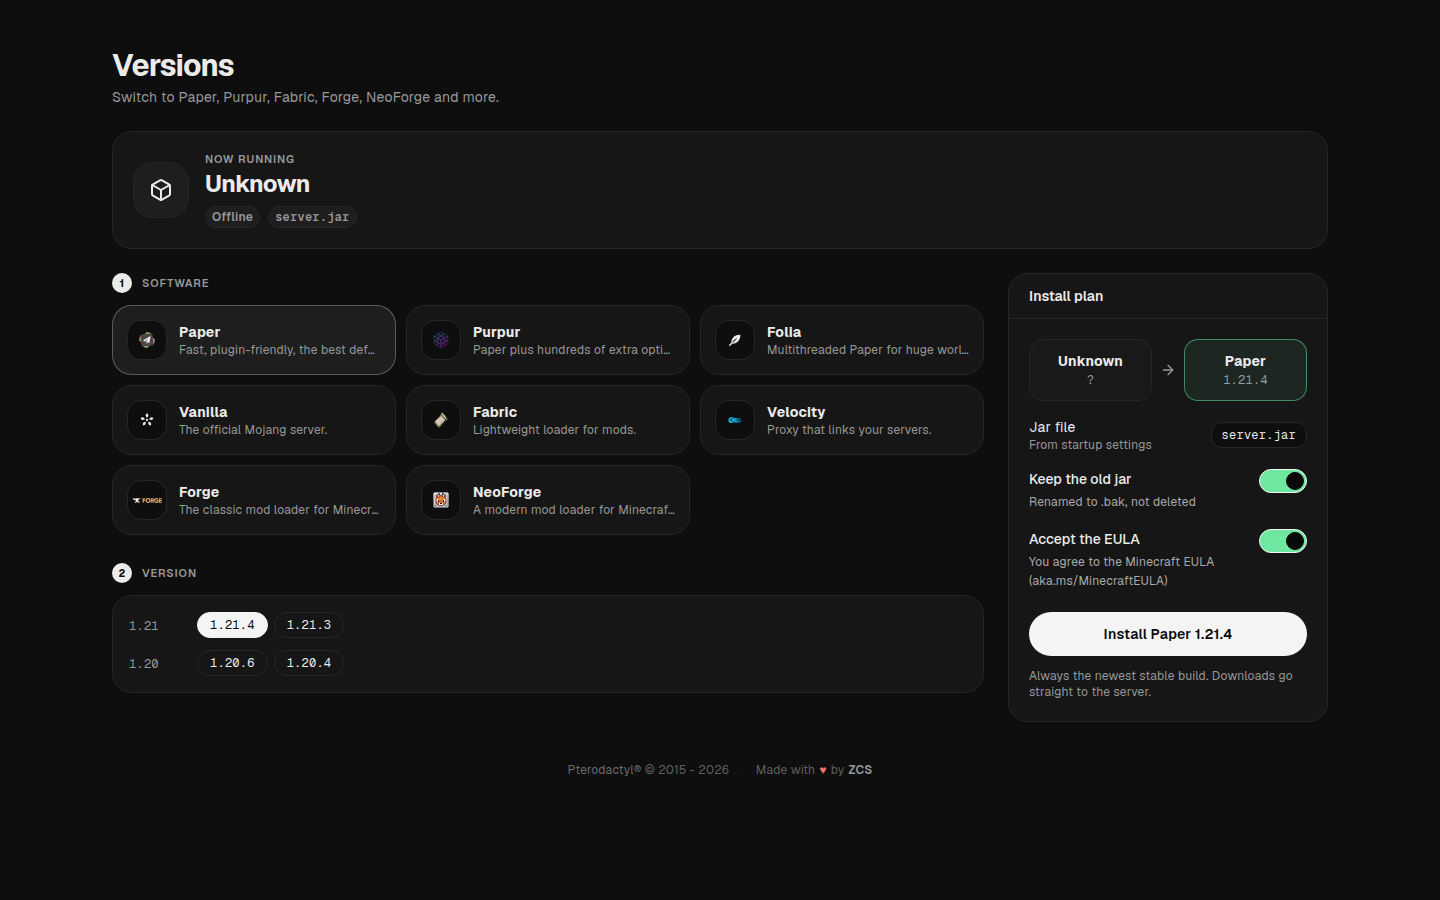 Versions
Switch to Paper, Purpur, Fabric, Forge, NeoForge and more.
NOW RUNNING
Unknown
Offline server.jar
1 SOFTWARE
Paper
Fast, plugin-friendly, the best def…
Purpur
Paper plus hundreds of extra opti…
Folia
Multithreaded Paper for huge worl…
Vanilla
The official Mojang server.
Fabric
Lightweight loader for mods.
Velocity
Proxy that links your servers.
FORGE
Forge
The classic mod loader for Minecr…
NeoForge
A modern mod loader for Minecraf…
2 VERSION
1.21 1.21.4 1.21.3
1.20 1.20.6 1.20.4
Install plan
Unknown
?
→
Paper
1.21.4
Jar file
From startup settings
server.jar
Keep the old jar
Renamed to .bak, not deleted
Accept the EULA
You agree to the Minecraft EULA
(aka.ms/MinecraftEULA)
Install Paper 1.21.4
Always the newest stable build. Downloads go
straight to the server.
Pterodactyl® © 2015 - 2026 · Made with ♥ by ZCS